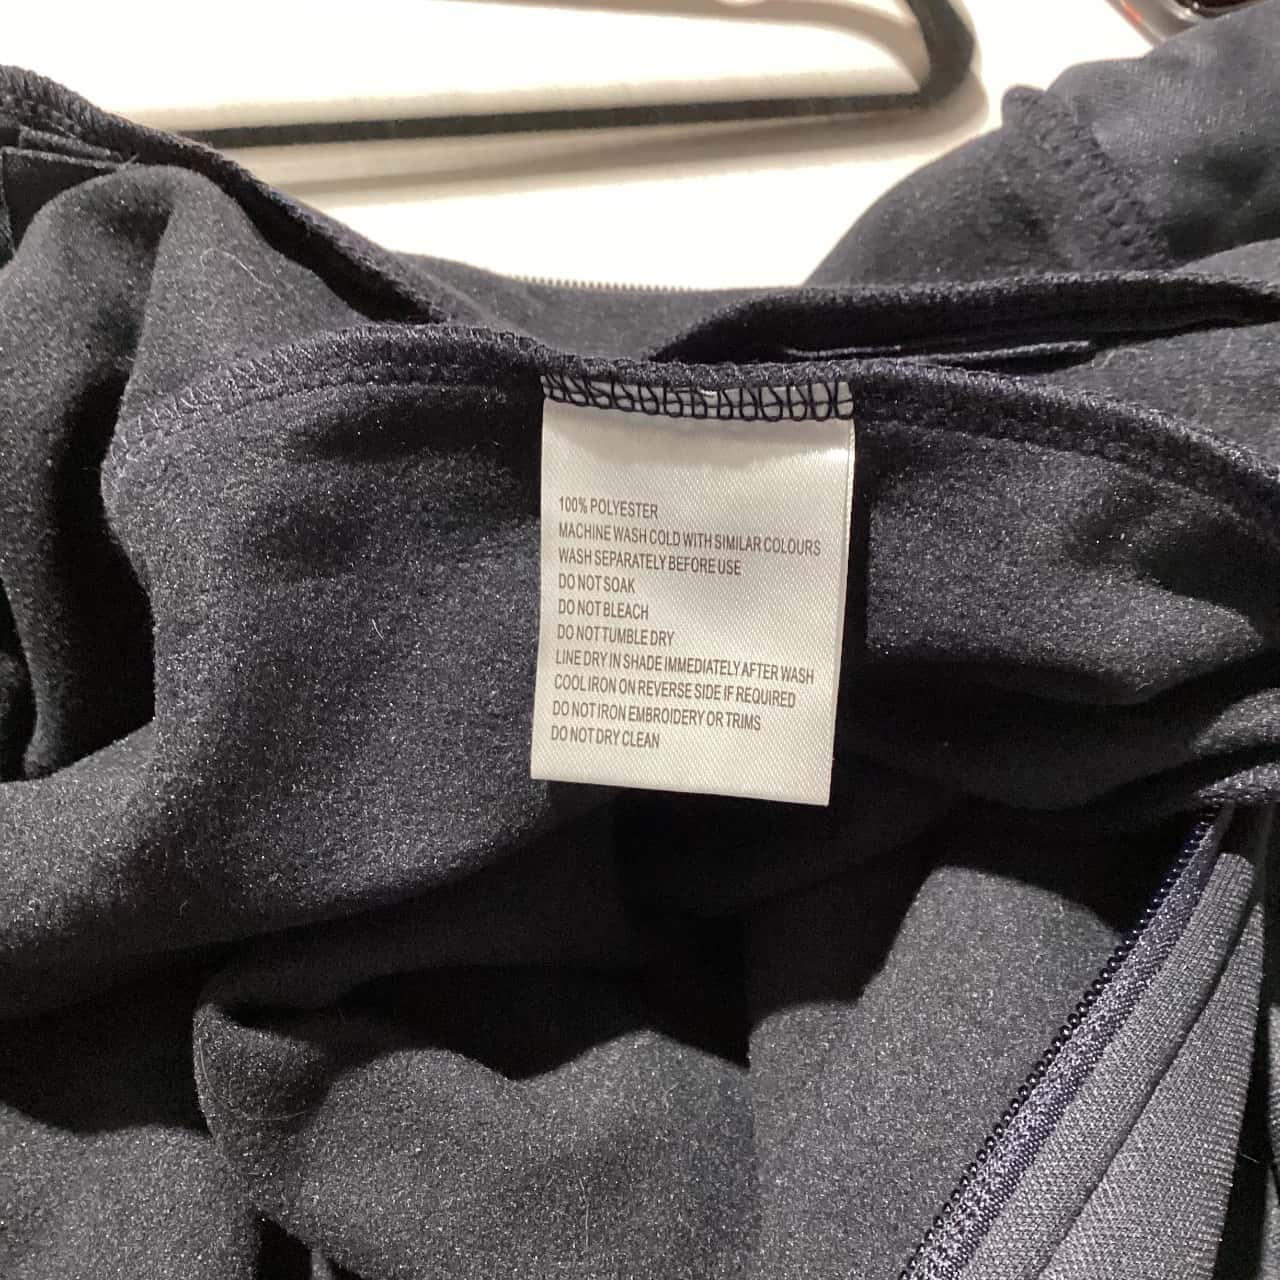 100% POLYESTER
MACHINE WASH COLD WITH SIMILAR COLOURS
WASH SEPARATELY BEFORE USE
DO NOT SOAK
DO NOT BLEACH
DO NOT TUMBLE DRY
LINE DRY IN SHADE IMMEDIATELY AFTER WASH
COOL IRON ON REVERSE SIDE IF REQUIRED
DO NOT IRON EMBROIDERY OR TRIMS
DO NOT DRY CLEAN